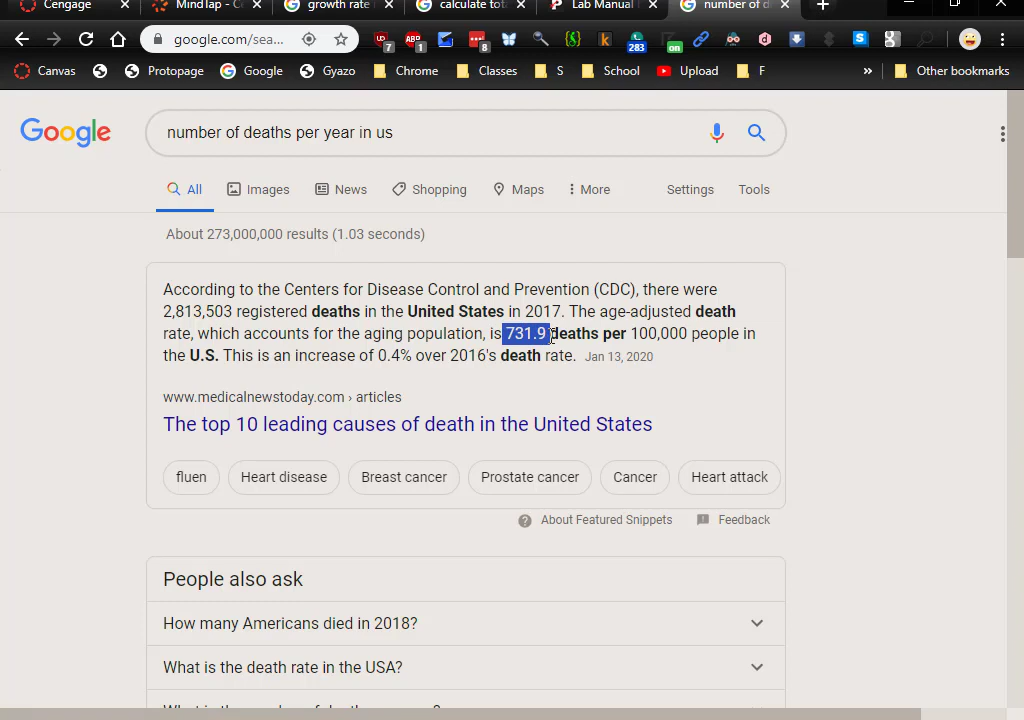 Cengage
MindTap - C
growth rate
calculate tot
Lab Manual
number of d
google.com/sea...
7
1
8
283
on
Canvas
Protopage
Google
Gyazo
Chrome
Classes
S
School
Upload
F
»
Other bookmarks
Google
number of deaths per year in us
All
Images
News
Shopping
Maps
More
Settings
Tools
About 273,000,000 results (1.03 seconds)
According to the Centers for Disease Control and Prevention (CDC), there were
2,813,503 registered deaths in the United States in 2017. The age-adjusted death
rate, which accounts for the aging population, is 731.9 deaths per 100,000 people in
the U.S. This is an increase of 0.4% over 2016's death rate. Jan 13, 2020
www.medicalnewstoday.com › articles
The top 10 leading causes of death in the United States
fluen
Heart disease
Breast cancer
Prostate cancer
Cancer
Heart attack
About Featured Snippets
Feedback
People also ask
How many Americans died in 2018?
What is the death rate in the USA?